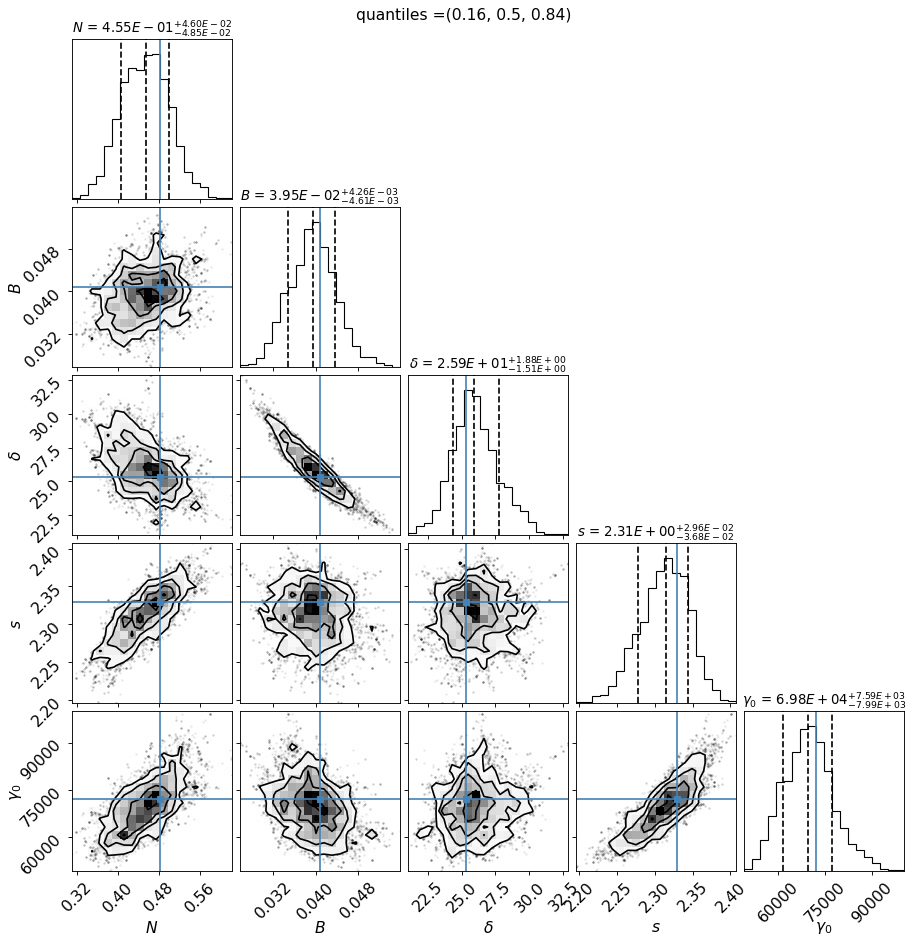 quantiles =(0.16, 0.5, 0.84)
N = 4.55E − 01 +4.60E−02 −4.85E−02
B = 3.95E − 02 +4.26E−03 −4.61E−03
0.048
0.040
0.032
B
δ = 2.59E + 01 +1.88E+00 −1.51E+00
32.5
30.0
27.5
25.0
22.5
δ
s = 2.31E + 00 +2.96E−02 −3.68E−02
2.40
2.35
2.30
2.25
2.20
s
γ₀ = 6.98E + 04 +7.59E+03 −7.99E+03
90000
75000
60000
γ₀
0.32 0.40 0.48 0.56
0.032 0.040 0.048
22.5 25.0 27.5 30.0 32.5
2.20 2.25 2.30 2.35 2.40
60000 75000 90000
N B δ s γ₀